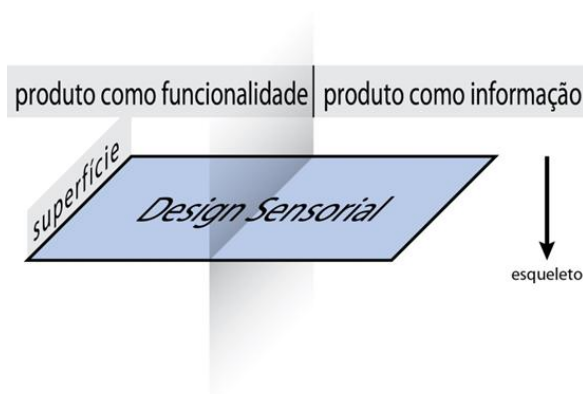 produto como funcionalidade produto como informação
superfície
Design Sensorial
esqueleto